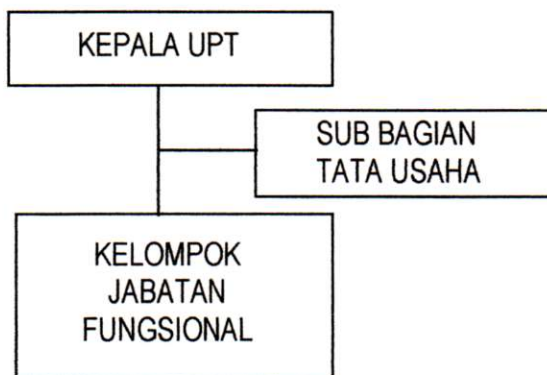 KEPALA UPT
SUB BAGIAN
TATA USAHA
KELOMPOK
JABATAN
FUNGSIONAL